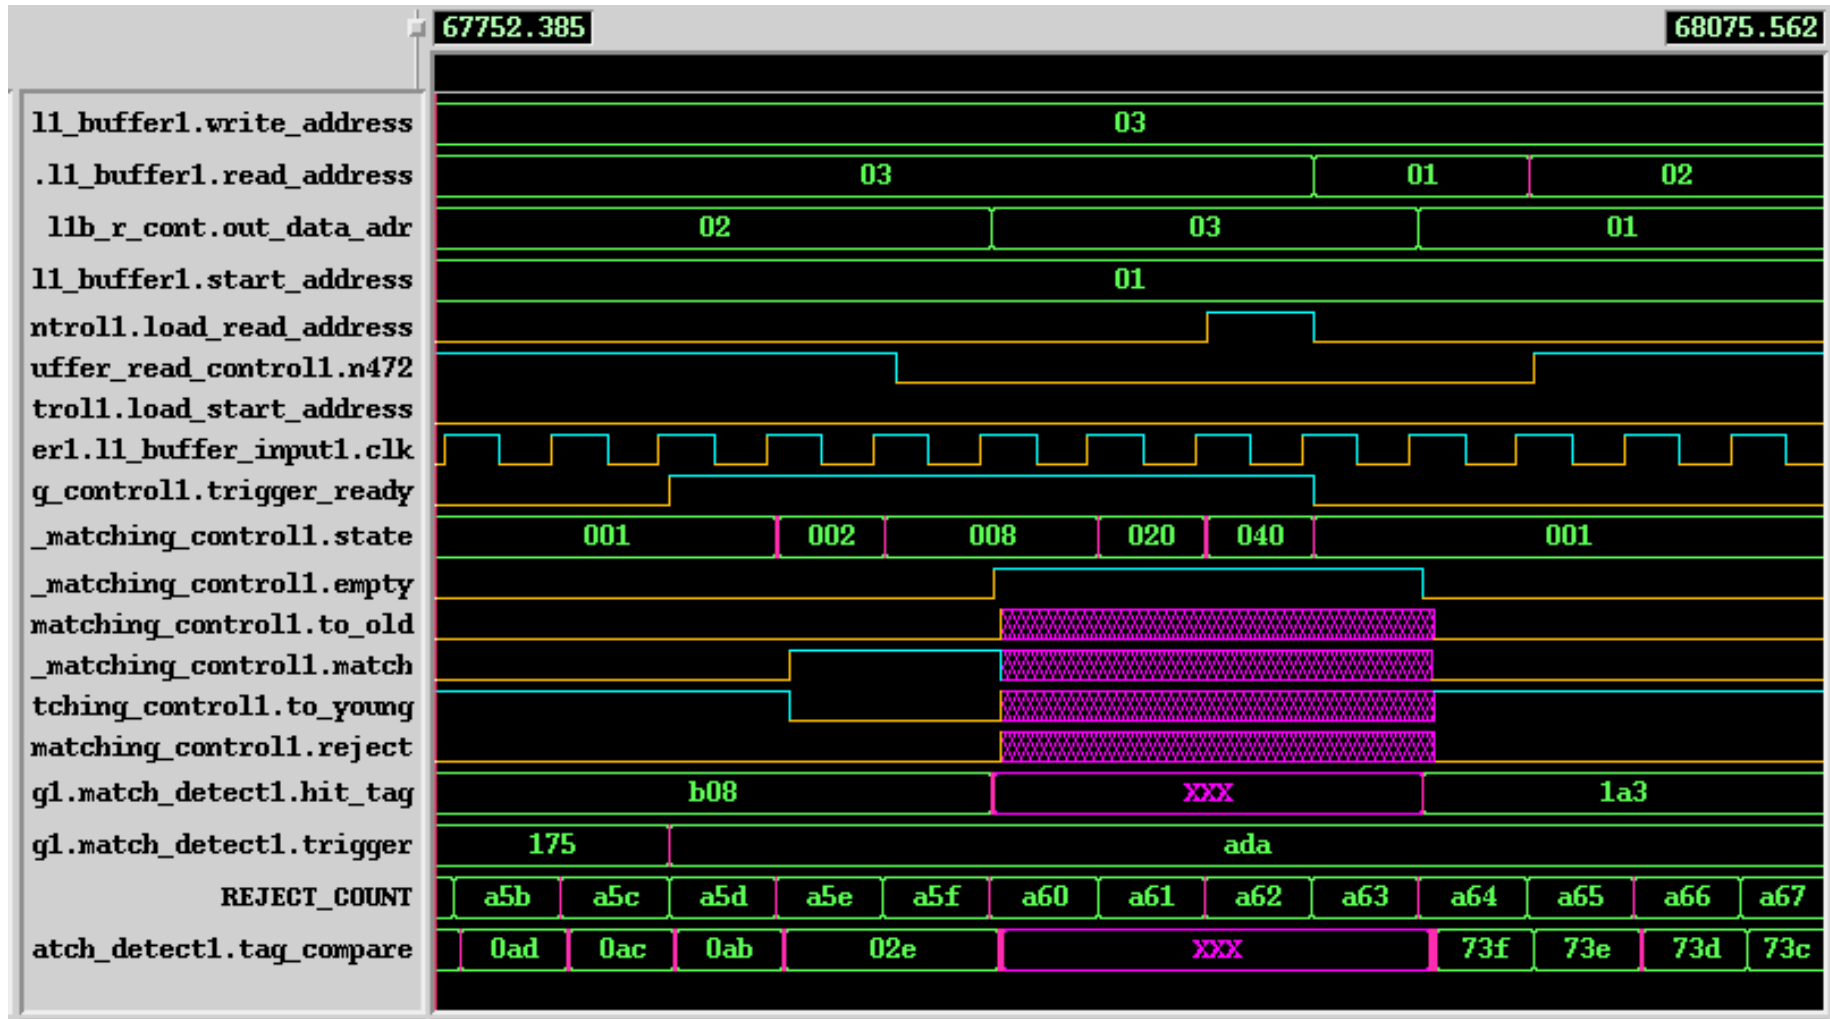 67752.385 68075.562
l1_buffer1.write_address 03
.l1_buffer1.read_address 03 01 02
l1b_r_cont.out_data_adr 02 03 01
l1_buffer1.start_address 01
ntrol1.load_read_address
uffer_read_control1.n472
trol1.load_start_address
er1.l1_buffer_input1.clk
g_control1.trigger_ready
_matching_control1.state 001 002 008 020 040 001
_matching_control1.empty
matching_control1.to_old
_matching_control1.match
tching_control1.to_young
matching_control1.reject
g1.match_detect1.hit_tag b08 XXX 1a3
g1.match_detect1.trigger 175 ada
REJECT_COUNT a5b a5c a5d a5e a5f a60 a61 a62 a63 a64 a65 a66 a67
atch_detect1.tag_compare 0ad 0ac 0ab 02e XXX 73f 73e 73d 73c